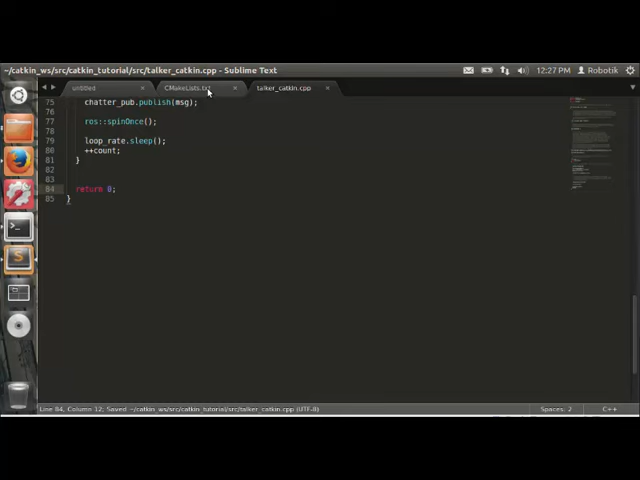 ~/catkin_ws/src/catkin_tutorial/src/talker_catkin.cpp - Sublime Text
12:27 PM
Robotik
untitled
CMakeLists.txt
talker_catkin.cpp
75 chatter_pub.publish(msg);
76
77 ros::spinOnce();
78
79 loop_rate.sleep();
80 ++count;
81 }
82
83
84 return 0;
85 }
Line 84, Column 12; Saved ~/catkin_ws/src/catkin_tutorial/src/talker_catkin.cpp (UTF-8)
Spaces: 2
C++